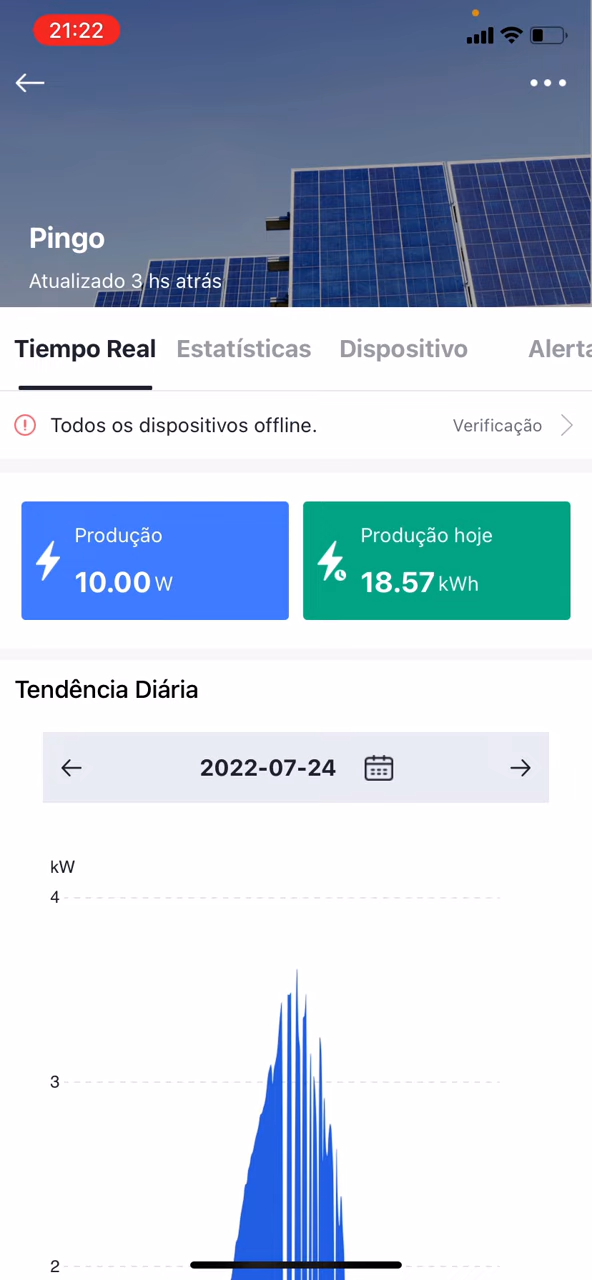 21:22
Pingo
Atualizado 3 hs atrás
Tiempo Real Estatísticas Dispositivo Alerta
Todos os dispositivos offline. Verificação
Produção
10.00 W
Produção hoje
18.57 kWh
Tendência Diária
2022-07-24
kW
4
3
2